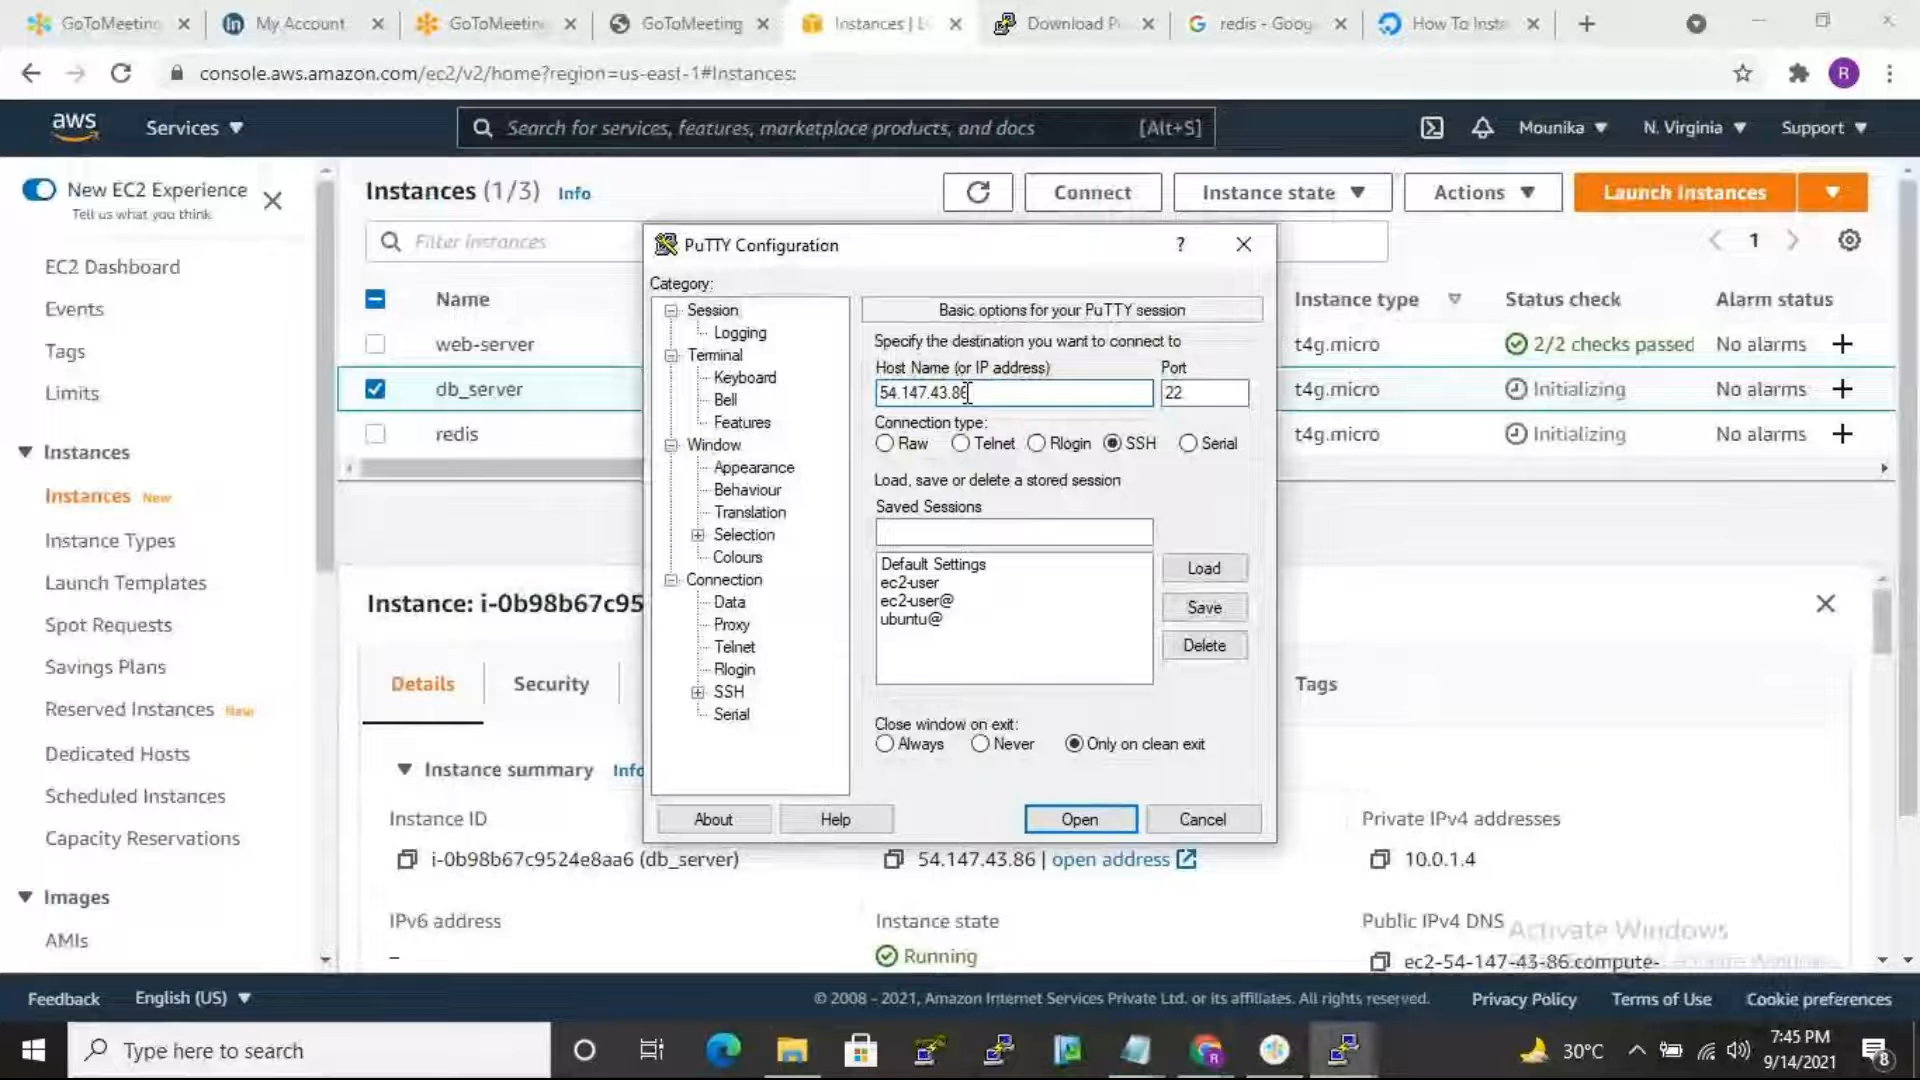 GoToMeeting
My Account
GoToMeeting
GoToMeeting
Instances |
Download P
redis - Goog
How To Inst
console.aws.amazon.com/ec2/v2/home?region=us-east-1#Instances:
R
aws
Services
Search for services, features, marketplace products, and docs
[Alt+S]
Mounika
N. Virginia
Support
New EC2 Experience
Tell us what you think
EC2 Dashboard
Events
Tags
Limits
Instances
Instances New
Instance Types
Launch Templates
Spot Requests
Savings Plans
Reserved Instances New
Dedicated Hosts
Scheduled Instances
Capacity Reservations
Images
AMIs
Instances (1/3) Info
Connect
Instance state
Actions
Launch Instances
Filter instances
1
Name
Instance type
Status check
Alarm status
web-server
t4g.micro
2/2 checks passed
No alarms
db_server
t4g.micro
Initializing
No alarms
redis
t4g.micro
Initializing
No alarms
PuTTY Configuration
?
Category:
Session
Logging
Terminal
Keyboard
Bell
Features
Window
Appearance
Behaviour
Translation
Selection
Colours
Connection
Data
Proxy
Telnet
Rlogin
SSH
Serial
Basic options for your PuTTY session
Specify the destination you want to connect to
Host Name (or IP address)
Port
54.147.43.86
22
Connection type:
Raw
Telnet
Rlogin
SSH
Serial
Load, save or delete a stored session
Saved Sessions
Default Settings
ec2-user
ec2-user@
ubuntu@
Load
Save
Delete
Close window on exit:
Always
Never
Only on clean exit
About
Help
Open
Cancel
Instance: i-0b98b67c95
Details
Security
Tags
Instance summary Info
Instance ID
i-0b98b67c9524e8aa6 (db_server)
54.147.43.86 | open address
Private IPv4 addresses
10.0.1.4
IPv6 address
–
Instance state
Running
Public IPv4 DNS
ec2-54-147-43-86.compute-
Activate Windows
Feedback
English (US)
© 2008 - 2021, Amazon Internet Services Private Ltd. or its affiliates. All rights reserved.
Privacy Policy
Terms of Use
Cookie preferences
Type here to search
30°C
7:45 PM
9/14/2021
8